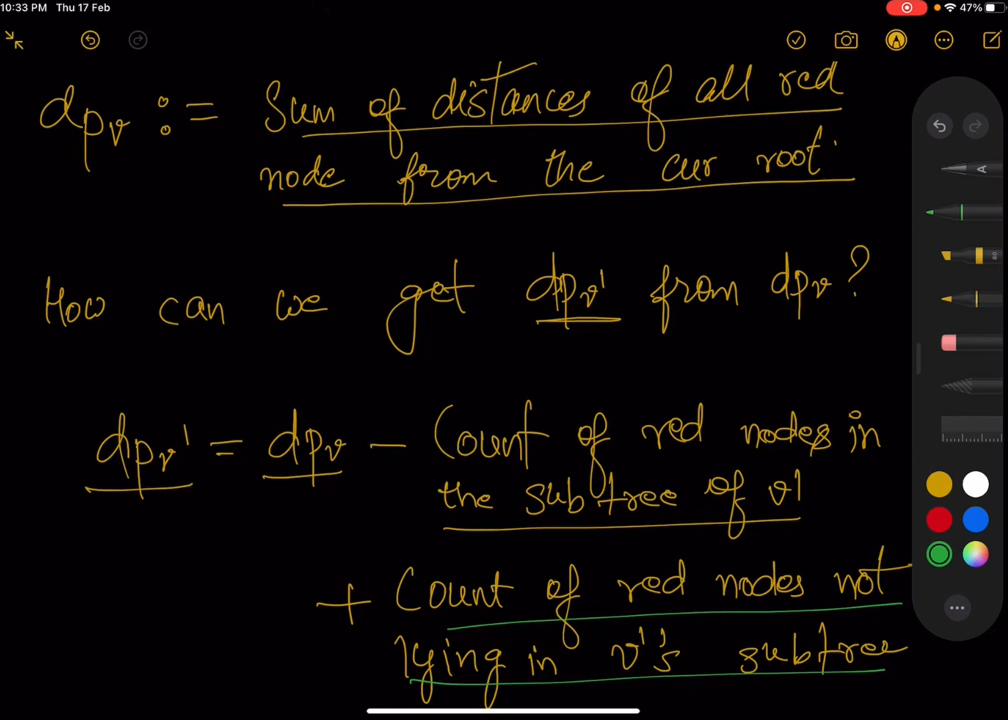 10:33 PM Thu 17 Feb
47%
dpv := Sum of distances of all red
node from the cur root.
How can we get dpv' from dpv?
dpv' = dpv - Count of red nodes in
the subtree of v'
+ Count of red nodes not
lying in v''s subtree